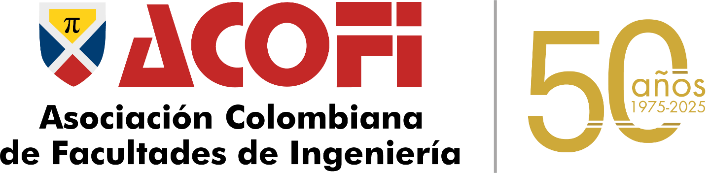 π
ACOFI
Asociación Colombiana
de Facultades de Ingeniería
50
años
1975-2025